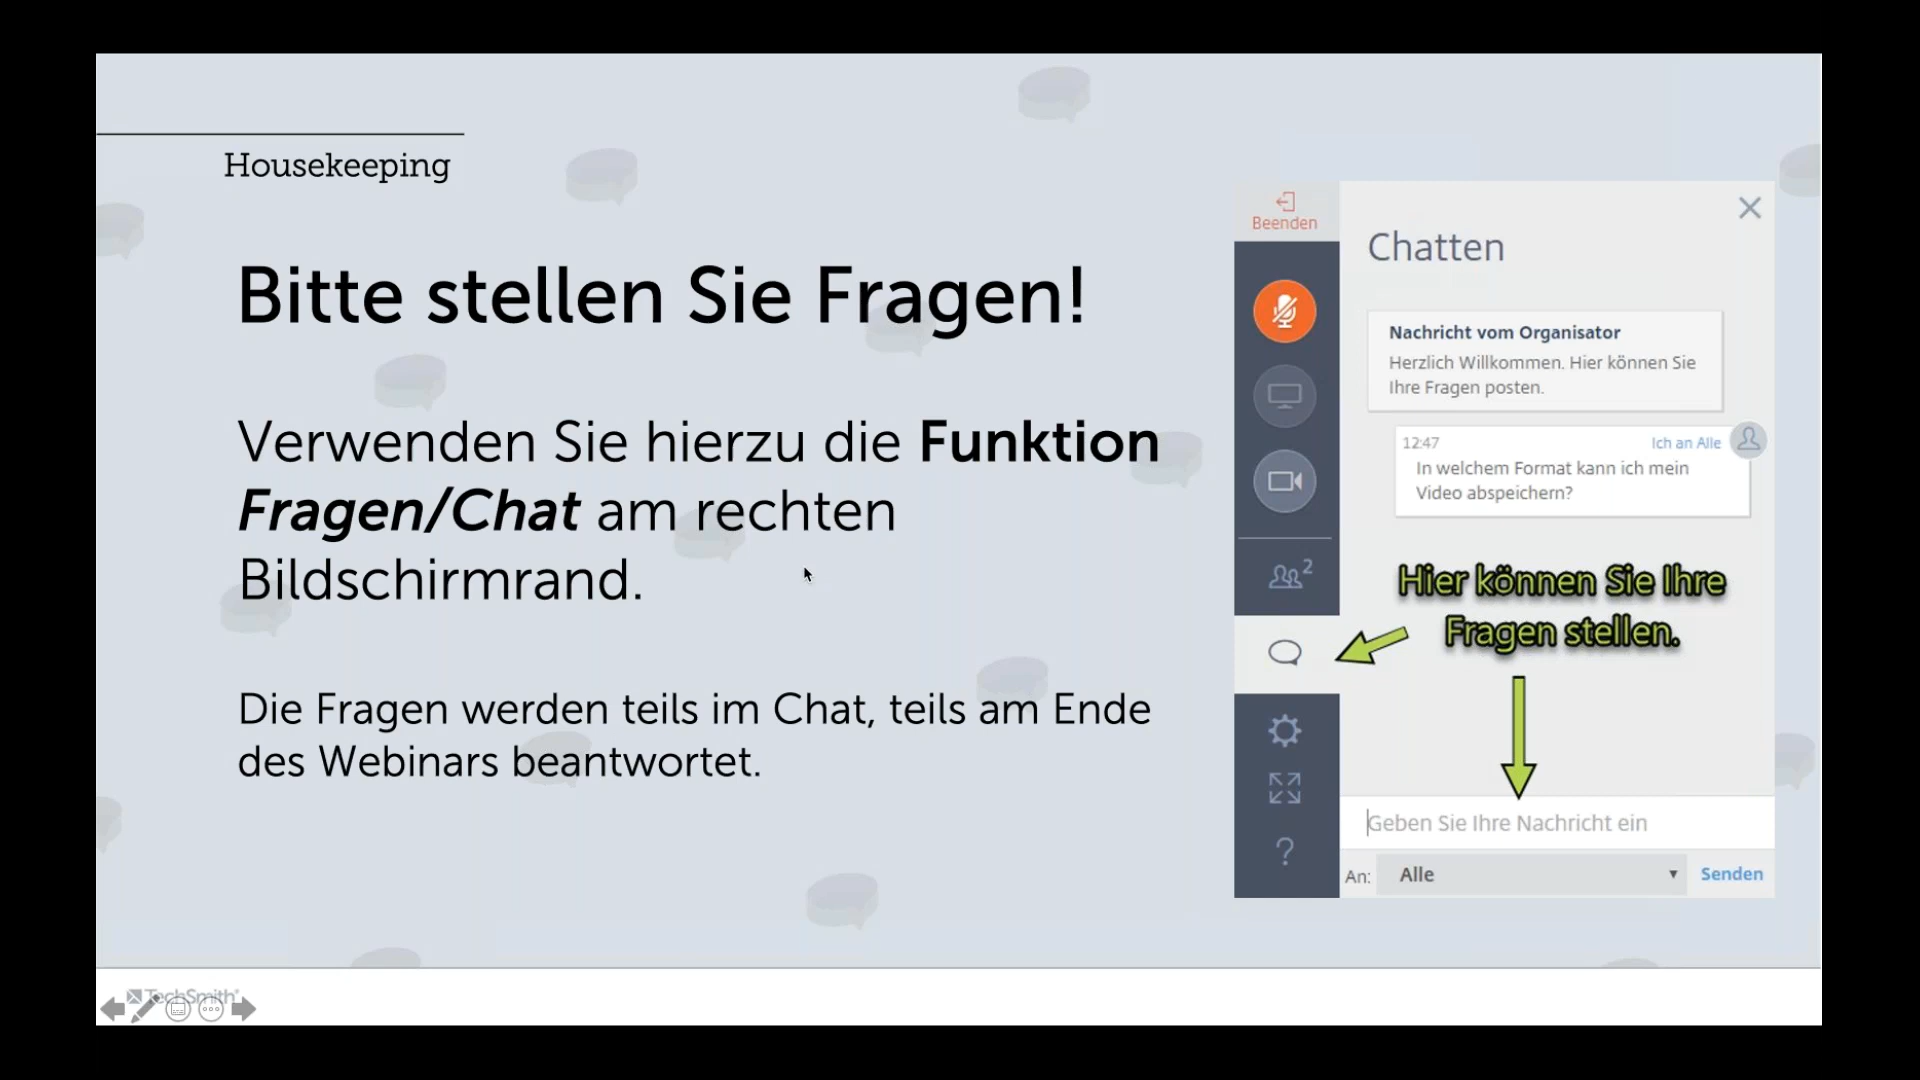 Housekeeping
Bitte stellen Sie Fragen!
Verwenden Sie hierzu die Funktion
Fragen/Chat am rechten
Bildschirmrand.
Die Fragen werden teils im Chat, teils am Ende
des Webinars beantwortet.
Beenden
Chatten
Nachricht vom Organisator
Herzlich Willkommen. Hier können Sie
Ihre Fragen posten.
12:47 Ich an Alle
In welchem Format kann ich mein
Video abspeichern?
2
Hier können Sie Ihre
Fragen stellen.
?
Geben Sie Ihre Nachricht ein
An: Alle Senden
TechSmith